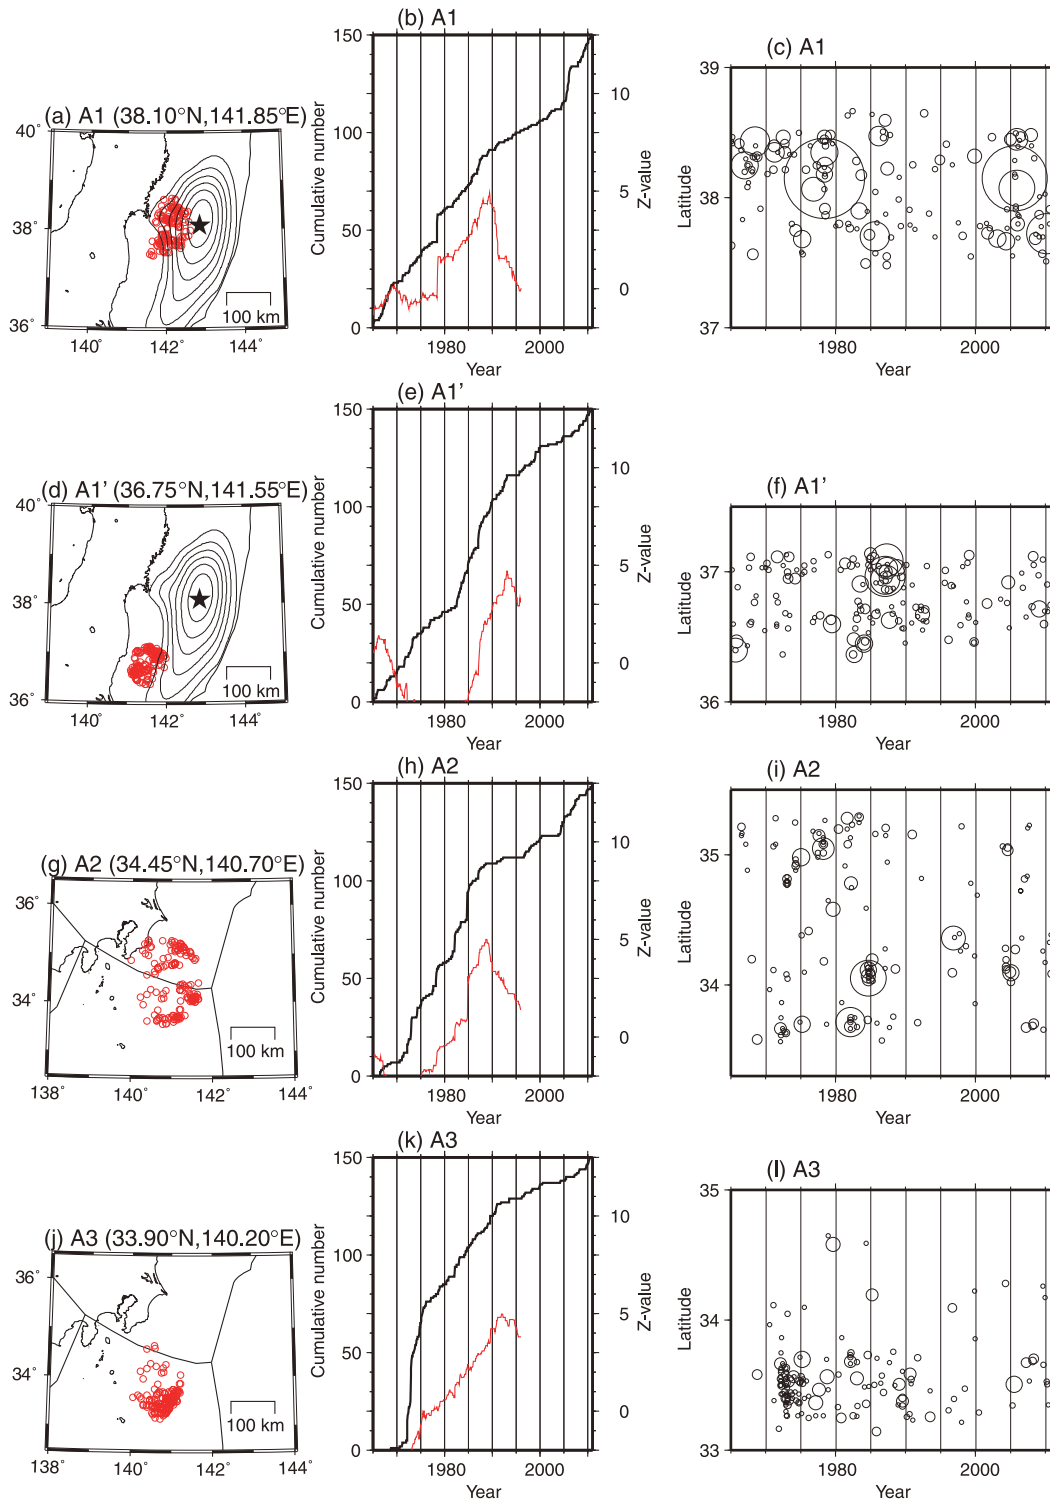 (a) A1 (38.10°N,141.85°E)
40°
38°
36°
140°
142°
144°
100 km
(b) A1
Cumulative number
150
100
50
0
10
5
0
Z-value
1980
2000
Year
(c) A1
Latitude
39
38
37
1980
2000
Year
(d) A1’ (36.75°N,141.55°E)
40°
38°
36°
140°
142°
144°
100 km
(e) A1’
Cumulative number
150
100
50
0
10
5
0
Z-value
1980
2000
Year
(f) A1’
Latitude
37
36
1980
2000
Year
(g) A2 (34.45°N,140.70°E)
36°
34°
138°
140°
142°
144°
100 km
(h) A2
Cumulative number
150
100
50
0
10
5
0
Z-value
1980
2000
Year
(i) A2
Latitude
35
34
1980
2000
Year
(j) A3 (33.90°N,140.20°E)
36°
34°
138°
140°
142°
144°
100 km
(k) A3
Cumulative number
150
100
50
0
10
5
0
Z-value
1980
2000
Year
(l) A3
Latitude
35
34
33
1980
2000
Year